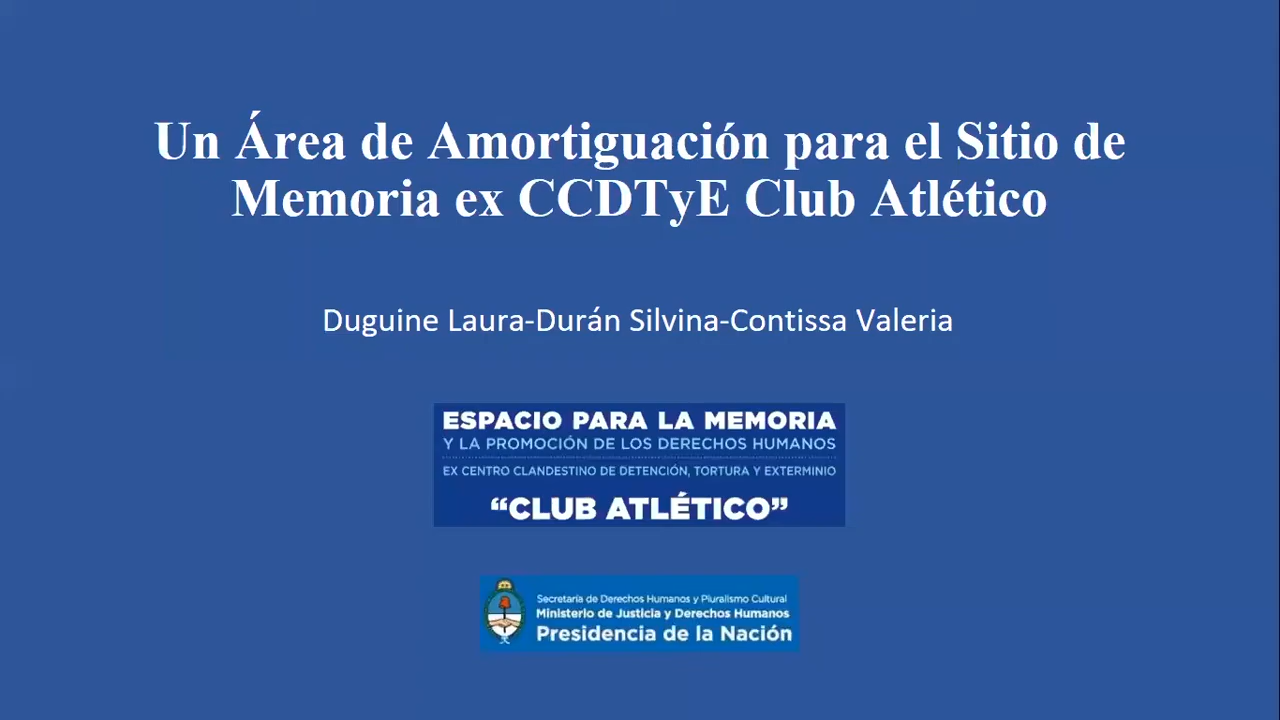 Un Área de Amortiguación para el Sitio de
Memoria ex CCDTyE Club Atlético
Duguine Laura-Durán Silvina-Contissa Valeria
ESPACIO PARA LA MEMORIA
Y LA PROMOCIÓN DE LOS DERECHOS HUMANOS
EX CENTRO CLANDESTINO DE DETENCIÓN, TORTURA Y EXTERMINIO
“CLUB ATLÉTICO”
Secretaría de Derechos Humanos y Pluralismo Cultural
Ministerio de Justicia y Derechos Humanos
Presidencia de la Nación